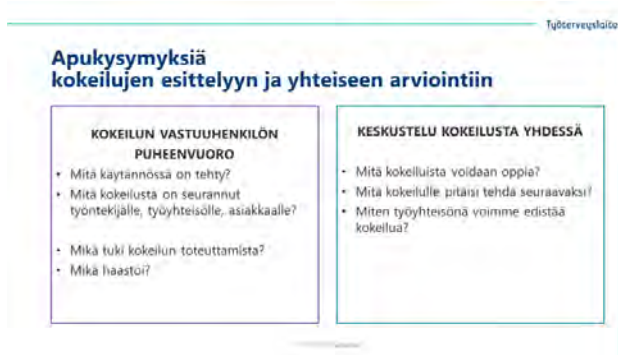 Työterveyslaito
Apukysymyksiä
kokeilujen esittelyyn ja yhteiseen arviointiin
KOKEILUN VASTUUHENKILÖN
PUHEENVUORO
• Mitä käytännössä on tehty?
• Mitä kokeilusta on seurannut
työntekijälle, työyhteisölle, asiakkaalle?
• Mikä tuki kokeilun toteuttamista?
• Mikä haastoi?
KESKUSTELU KOKEILUSTA YHDESSÄ
• Mitä kokeiluista voidaan oppia?
• Mitä kokeilulle pitäisi tehdä seuraavaksi?
• Miten työyhteisönä voimme edistää
kokeilua?